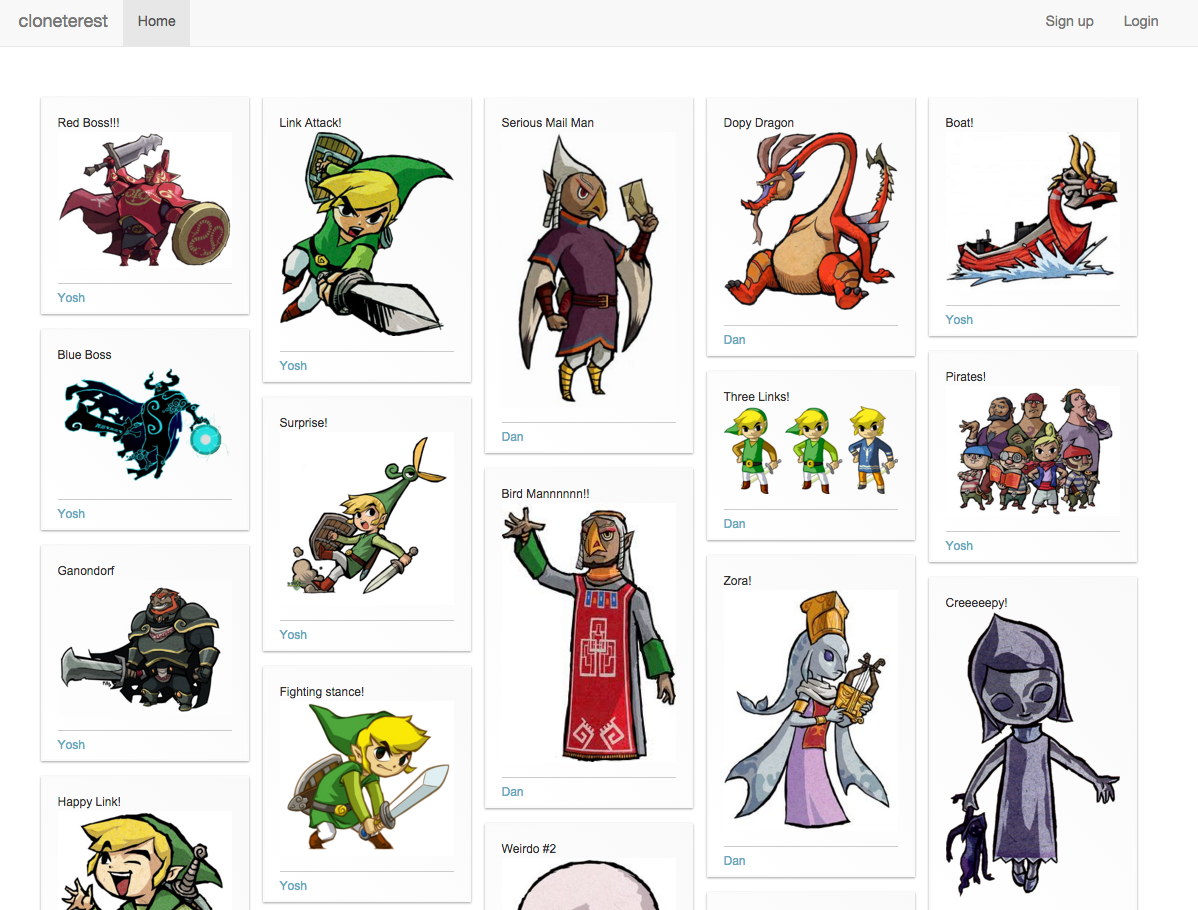 cloneterest
Home
Sign up
Login
Red Boss!!!
Yosh
Blue Boss
Yosh
Ganondorf
Yosh
Happy Link!
Link Attack!
Yosh
Surprise!
Yosh
Fighting stance!
Yosh
Serious Mail Man
Dan
Bird Mannnnnn!!
Dan
Weirdo #2
Dopy Dragon
Dan
Three Links!
Dan
Zora!
Dan
Boat!
Yosh
Pirates!
Yosh
Creeeeepy!